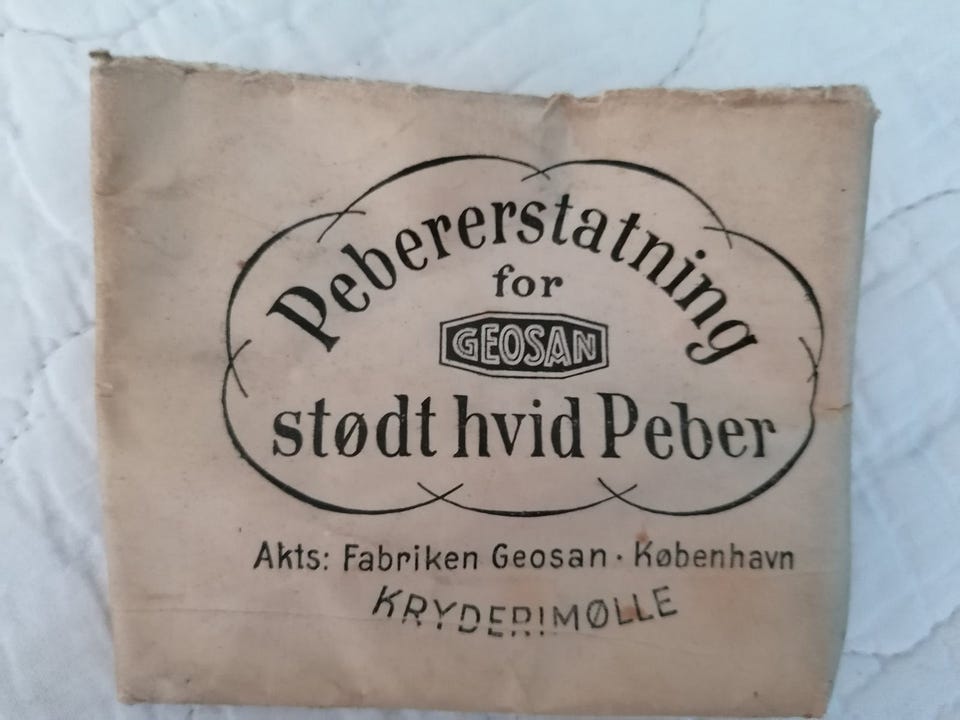 Pebererstatning
for
GEOSAN
stødt hvid Peber
Akts: Fabriken Geosan · København
KRYDERIMØLLE